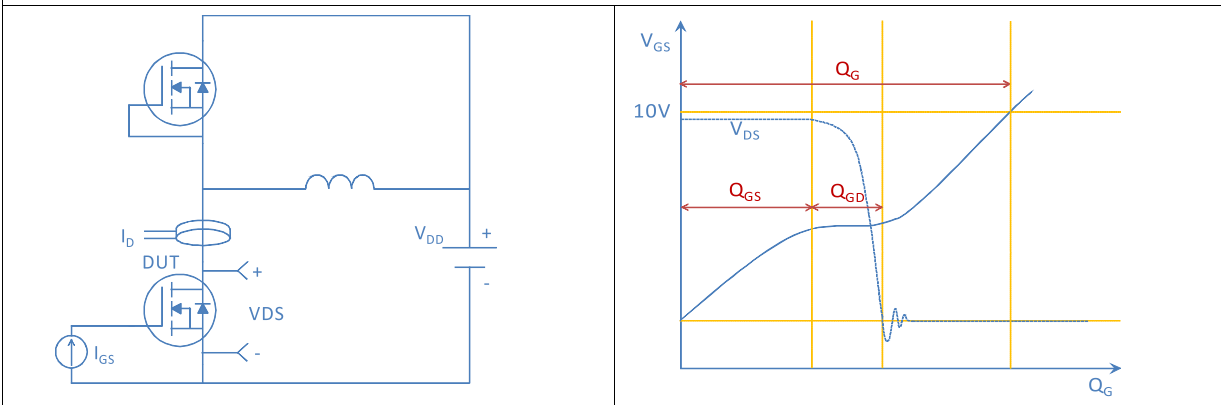 I_D
DUT
+
VDS
-
I_GS
V_DD
+
-
V_GS
Q_G
10V
V_DS
Q_GS
Q_GD
Q_G